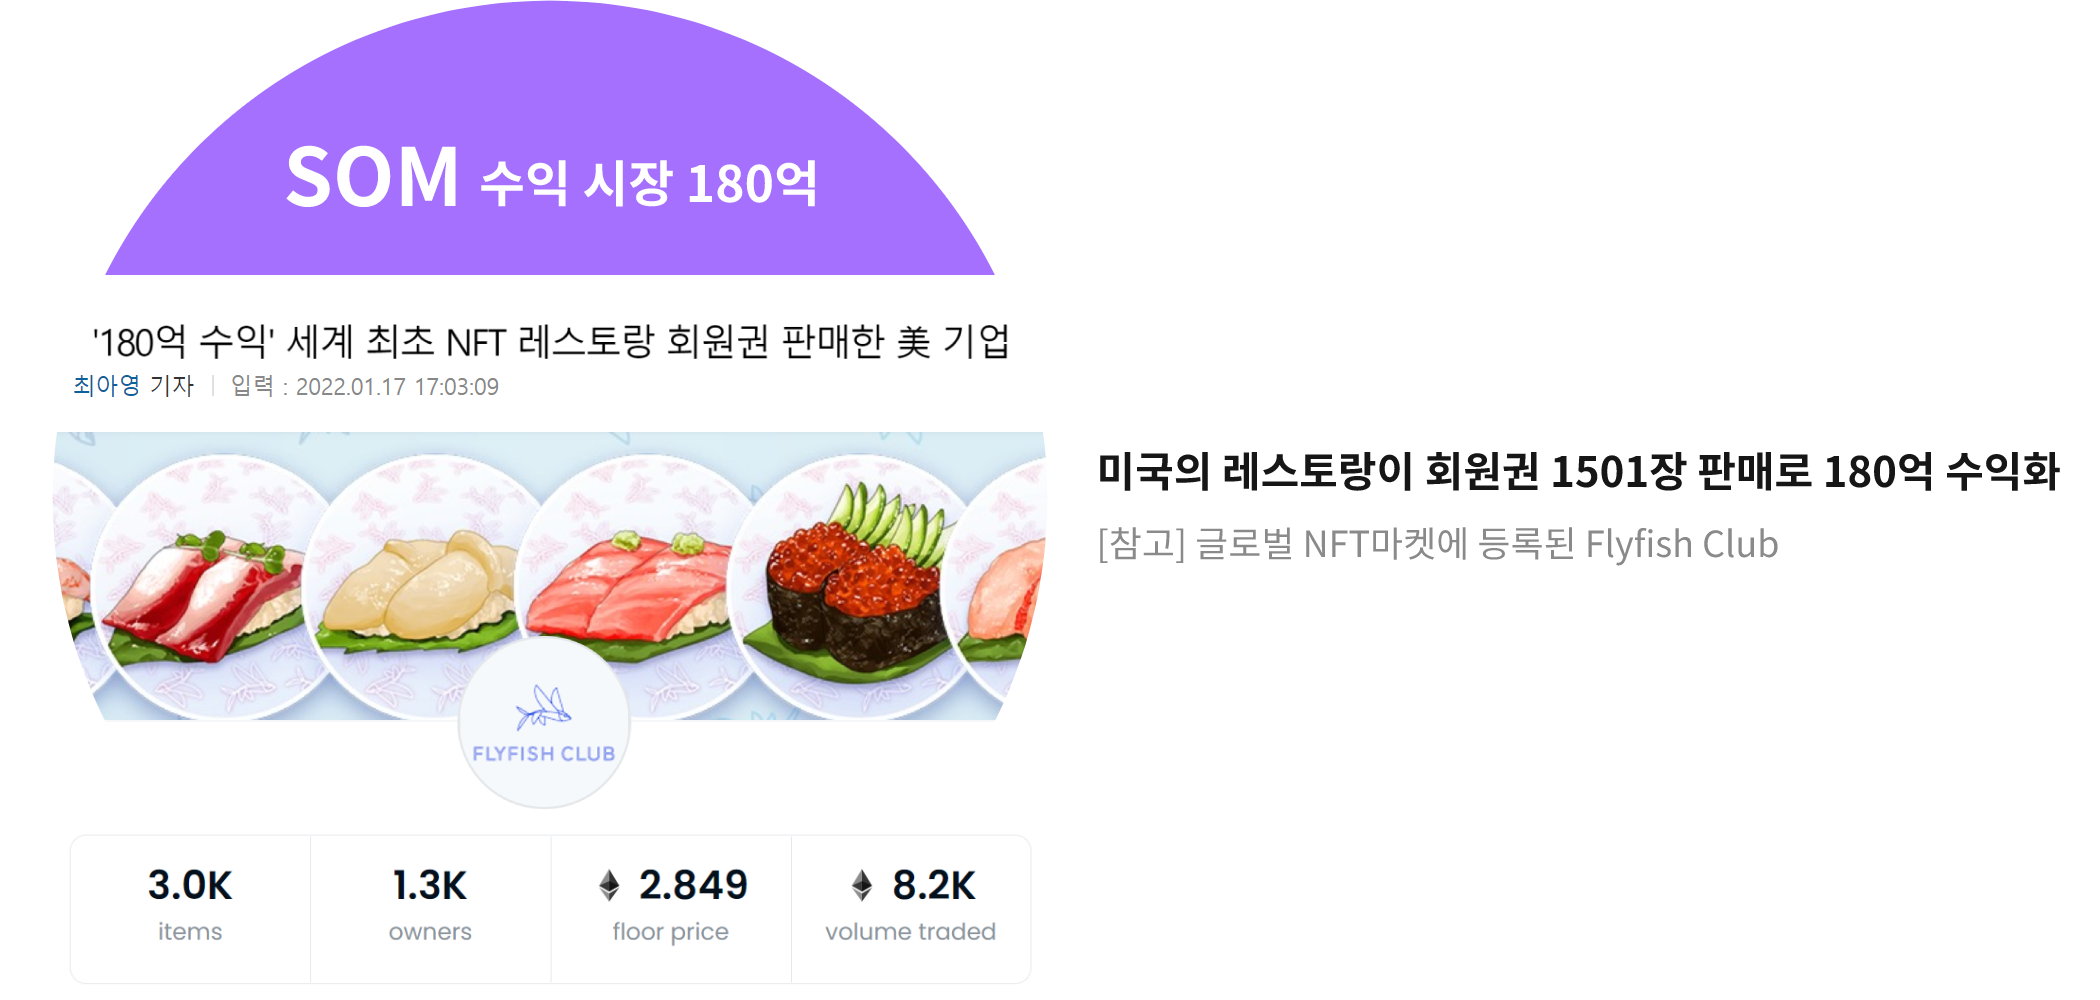 SOM 수익 시장 180억
'180억 수익' 세계 최초 NFT 레스토랑 회원권 판매한 美 기업
최아영 기자 | 입력 : 2022.01.17 17:03:09
미국의 레스토랑이 회원권 1501장 판매로 180억 수익화
[참고] 글로벌 NFT마켓에 등록된 Flyfish Club
FLYFISH CLUB
3.0K 1.3K 2.849 8.2K
items owners floor price volume traded